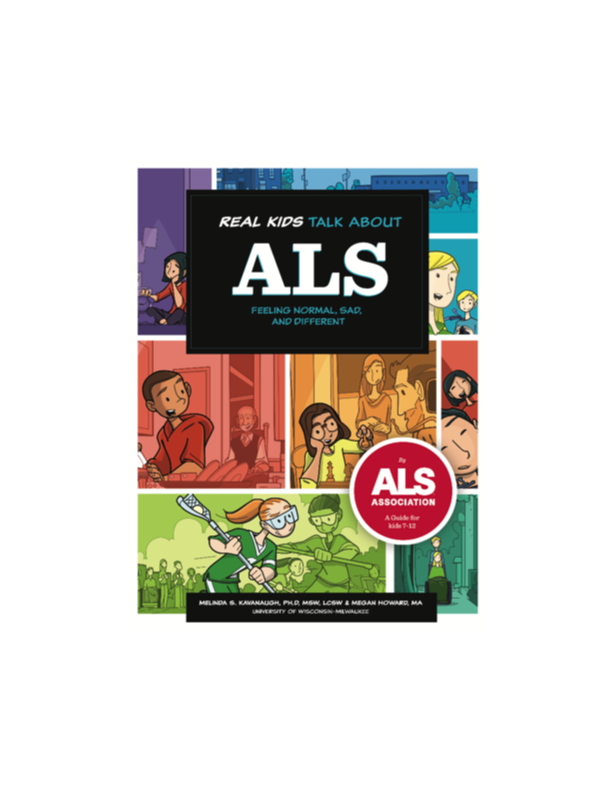 REAL KIDS TALK ABOUT
ALS
FEELING NORMAL, SAD,
AND DIFFERENT
By
ALS
ASSOCIATION
A Guide for
kids 7-12
MELINDA S. KAVANAUGH, PH.D, MSW, LCSW & MEGAN HOWARD, MA
UNIVERSITY OF WISCONSIN-MILWAUKEE